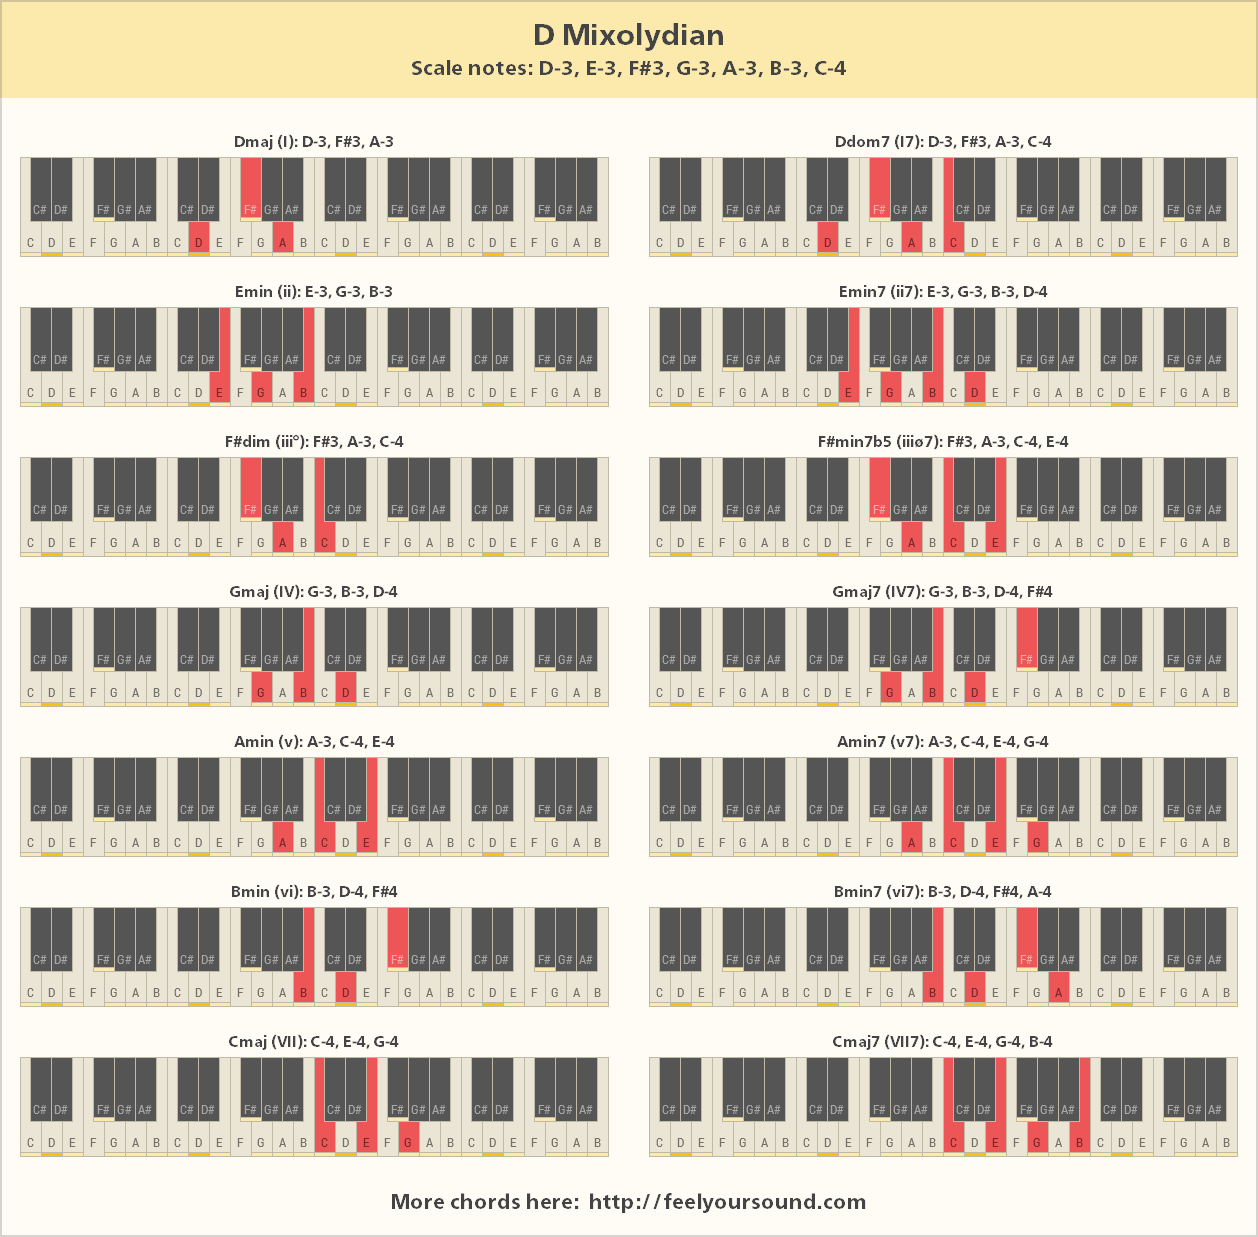 D Mixolydian
Scale notes: D-3, E-3, F#3, G-3, A-3, B-3, C-4
Dmaj (I): D-3, F#3, A-3
C# D# F# G# A# C# D# F# G# A# C# D# F# G# A# C# D# F# G# A#
C D E F G A B C D E F G A B C D E F G A B C D E F G A B
Ddom7 (I7): D-3, F#3, A-3, C-4
C# D# F# G# A# C# D# F# G# A# C# D# F# G# A# C# D# F# G# A#
C D E F G A B C D E F G A B C D E F G A B C D E F G A B
Emin (ii): E-3, G-3, B-3
C# D# F# G# A# C# D# F# G# A# C# D# F# G# A# C# D# F# G# A#
C D E F G A B C D E F G A B C D E F G A B C D E F G A B
Emin7 (ii7): E-3, G-3, B-3, D-4
C# D# F# G# A# C# D# F# G# A# C# D# F# G# A# C# D# F# G# A#
C D E F G A B C D E F G A B C D E F G A B C D E F G A B
F#dim (iii°): F#3, A-3, C-4
C# D# F# G# A# C# D# F# G# A# C# D# F# G# A# C# D# F# G# A#
C D E F G A B C D E F G A B C D E F G A B C D E F G A B
F#min7b5 (iiiø7): F#3, A-3, C-4, E-4
C# D# F# G# A# C# D# F# G# A# C# D# F# G# A# C# D# F# G# A#
C D E F G A B C D E F G A B C D E F G A B C D E F G A B
Gmaj (IV): G-3, B-3, D-4
C# D# F# G# A# C# D# F# G# A# C# D# F# G# A# C# D# F# G# A#
C D E F G A B C D E F G A B C D E F G A B C D E F G A B
Gmaj7 (IV7): G-3, B-3, D-4, F#4
C# D# F# G# A# C# D# F# G# A# C# D# F# G# A# C# D# F# G# A#
C D E F G A B C D E F G A B C D E F G A B C D E F G A B
Amin (v): A-3, C-4, E-4
C# D# F# G# A# C# D# F# G# A# C# D# F# G# A# C# D# F# G# A#
C D E F G A B C D E F G A B C D E F G A B C D E F G A B
Amin7 (v7): A-3, C-4, E-4, G-4
C# D# F# G# A# C# D# F# G# A# C# D# F# G# A# C# D# F# G# A#
C D E F G A B C D E F G A B C D E F G A B C D E F G A B
Bmin (vi): B-3, D-4, F#4
C# D# F# G# A# C# D# F# G# A# C# D# F# G# A# C# D# F# G# A#
C D E F G A B C D E F G A B C D E F G A B C D E F G A B
Bmin7 (vi7): B-3, D-4, F#4, A-4
C# D# F# G# A# C# D# F# G# A# C# D# F# G# A# C# D# F# G# A#
C D E F G A B C D E F G A B C D E F G A B C D E F G A B
Cmaj (VII): C-4, E-4, G-4
C# D# F# G# A# C# D# F# G# A# C# D# F# G# A# C# D# F# G# A#
C D E F G A B C D E F G A B C D E F G A B C D E F G A B
Cmaj7 (VII7): C-4, E-4, G-4, B-4
C# D# F# G# A# C# D# F# G# A# C# D# F# G# A# C# D# F# G# A#
C D E F G A B C D E F G A B C D E F G A B C D E F G A B
More chords here: http://feelyoursound.com